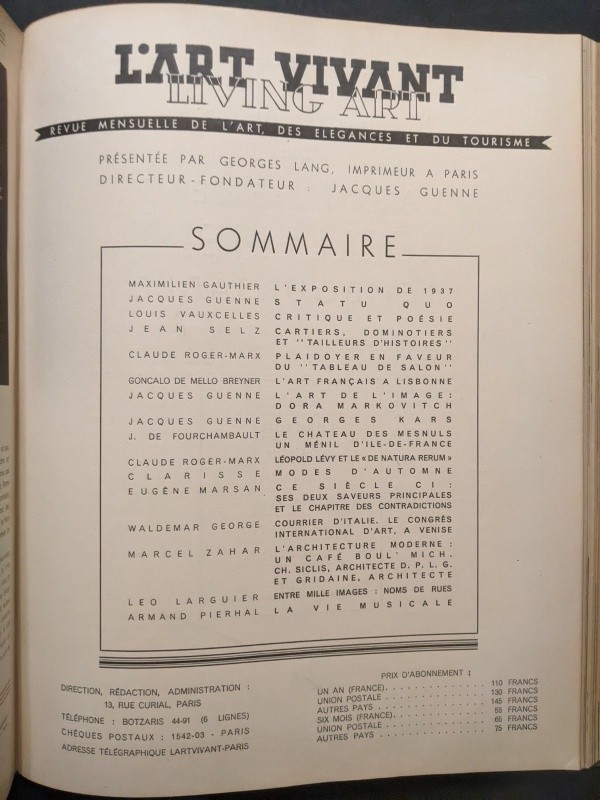 L'ART VIVANT
LIVING ART
REVUE MENSUELLE DE L'ART, DES ELEGANCES ET DU TOURISME
PRÉSENTÉE PAR GEORGES LANG, IMPRIMEUR A PARIS
DIRECTEUR-FONDATEUR : JACQUES GUENNE
SOMMAIRE
MAXIMILIEN GAUTHIER L'EXPOSITION DE 1937
JACQUES GUENNE STATU QUO
LOUIS VAUXCELLES CRITIQUE ET POÉSIE
JEAN SELZ CARTIERS, DOMINOTIERS
ET "TAILLEURS D'HISTOIRES"
CLAUDE ROGER-MARX PLAIDOYER EN FAVEUR
DU "TABLEAU DE SALON"
GONCALO DE MELLO BREYNER L'ART FRANÇAIS A LISBONNE
JACQUES GUENNE L'ART DE L'IMAGE:
DORA MARKOVITCH
JACQUES GUENNE GEORGES KARS
J. DE FOURCHAMBAULT LE CHATEAU DES MESNULS
UN MÉNIL D'ILE-DE-FRANCE
CLAUDE ROGER-MARX LÉOPOLD LÉVY ET LE « DE NATURA RERUM »
CLARISSE MODES D'AUTOMNE
EUGÈNE MARSAN CE SIÈCLE CI :
SES DEUX SAVEURS PRINCIPALES
ET LE CHAPITRE DES CONTRADICTIONS
WALDEMAR GEORGE COURRIER D'ITALIE. LE CONGRÈS
INTERNATIONAL D'ART, A VENISE
MARCEL ZAHAR L'ARCHITECTURE MODERNE :
UN CAFÉ BOUL' MICH.
CH. SICLIS, ARCHITECTE D. P. L. G.
ET GRIDAINE, ARCHITECTE
LEO LARGUIER ENTRE MILLE IMAGES : NOMS DE RUES
ARMAND PIERHAL LA VIE MUSICALE
DIRECTION, RÉDACTION, ADMINISTRATION :
13, RUE CURIAL, PARIS
TÉLÉPHONE : BOTZARIS 44-91 (6 LIGNES)
CHÈQUES POSTAUX : 1542-03 - PARIS
ADRESSE TÉLÉGRAPHIQUE LARTVIVANT-PARIS
PRIX D'ABONNEMENT :
UN AN (FRANCE). . . . . . . . . . . . . . 110 FRANCS
UNION POSTALE . . . . . . . . . . . . . . 130 FRANCS
AUTRES PAYS . . . . . . . . . . . . . . 145 FRANCS
SIX MOIS (FRANCE). . . . . . . . . . . . . . 55 FRANCS
UNION POSTALE . . . . . . . . . . . . . . 65 FRANCS
AUTRES PAYS . . . . . . . . . . . . . . 75 FRANCS